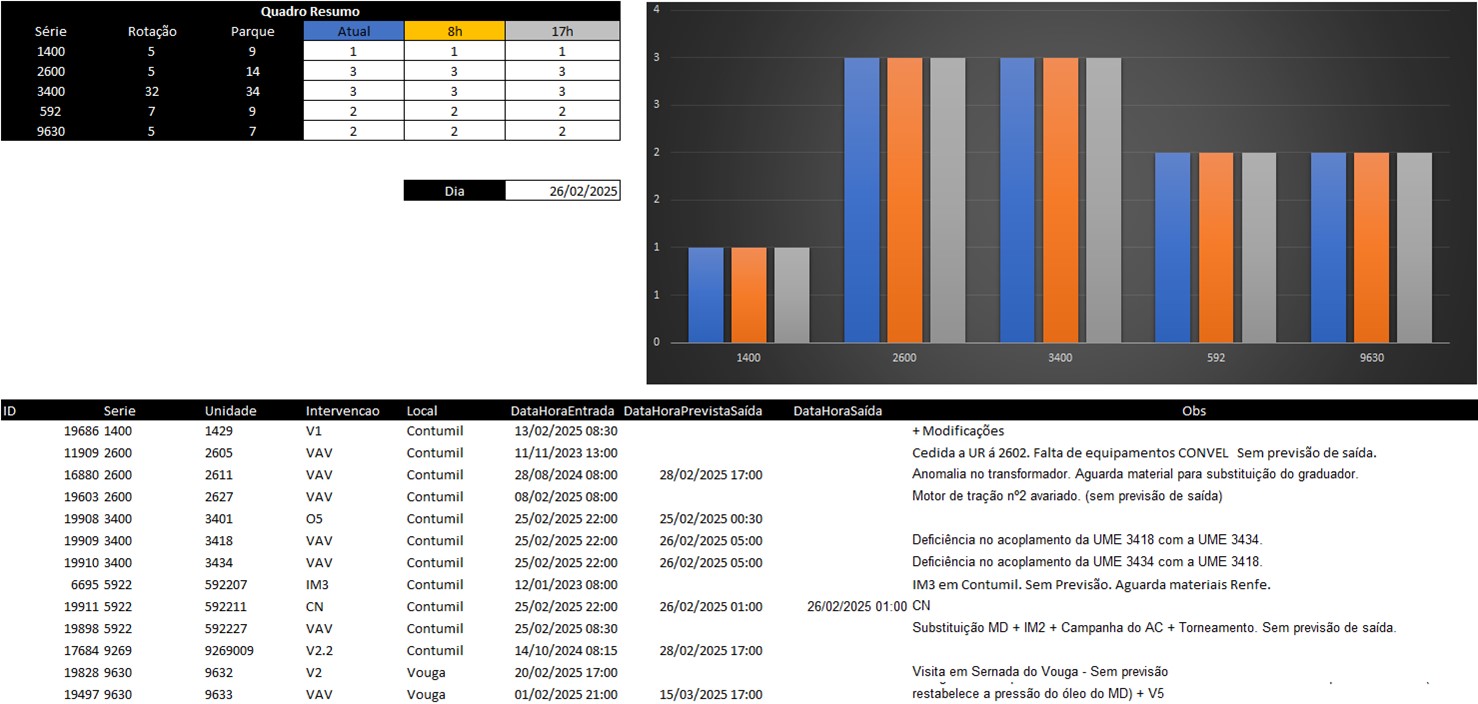 Quadro Resumo
Série Rotação Parque Atual 8h 17h
1400 5 9 1 1 1
2600 5 14 3 3 3
3400 32 34 3 3 3
592 7 9 2 2 2
9630 5 7 2 2 2
Dia 26/02/2025
4
3
3
2
2
1
1
0
1400 2600 3400 592 9630
ID Serie Unidade Intervencao Local DataHoraEntrada DataHoraPrevistaSaída DataHoraSaída Obs
19686 1400 1429 V1 Contumil 13/02/2025 08:30 + Modificações
11909 2600 2605 VAV Contumil 11/11/2023 13:00 Cedida a UR á 2602. Falta de equipamentos CONVEL Sem previsão de saída.
16880 2600 2611 VAV Contumil 28/08/2024 08:00 28/02/2025 17:00 Anomalia no transformador. Aguarda material para substituição do graduador.
19603 2600 2627 VAV Contumil 08/02/2025 08:00 Motor de tração nº2 avariado. (sem previsão de saída)
19908 3400 3401 O5 Contumil 25/02/2025 22:00 25/02/2025 00:30
19909 3400 3418 VAV Contumil 25/02/2025 22:00 26/02/2025 05:00 Deficiência no acoplamento da UME 3418 com a UME 3434.
19910 3400 3434 VAV Contumil 25/02/2025 22:00 26/02/2025 05:00 Deficiência no acoplamento da UME 3434 com a UME 3418.
6695 5922 592207 IM3 Contumil 12/01/2023 08:00 IM3 em Contumil. Sem Previsão. Aguarda materiais Renfe.
19911 5922 592211 CN Contumil 25/02/2025 22:00 26/02/2025 01:00 26/02/2025 01:00 CN
19898 5922 592227 VAV Contumil 25/02/2025 08:30 Substituição MD + IM2 + Campanha do AC + Torneamento. Sem previsão de saída.
17684 9269 9269009 V2.2 Contumil 14/10/2024 08:15 28/02/2025 17:00
19828 9630 9632 V2 Vouga 20/02/2025 17:00 Visita em Sernada do Vouga - Sem previsão
19497 9630 9633 VAV Vouga 01/02/2025 21:00 15/03/2025 17:00 restabelece a pressão do óleo do MD) + V5